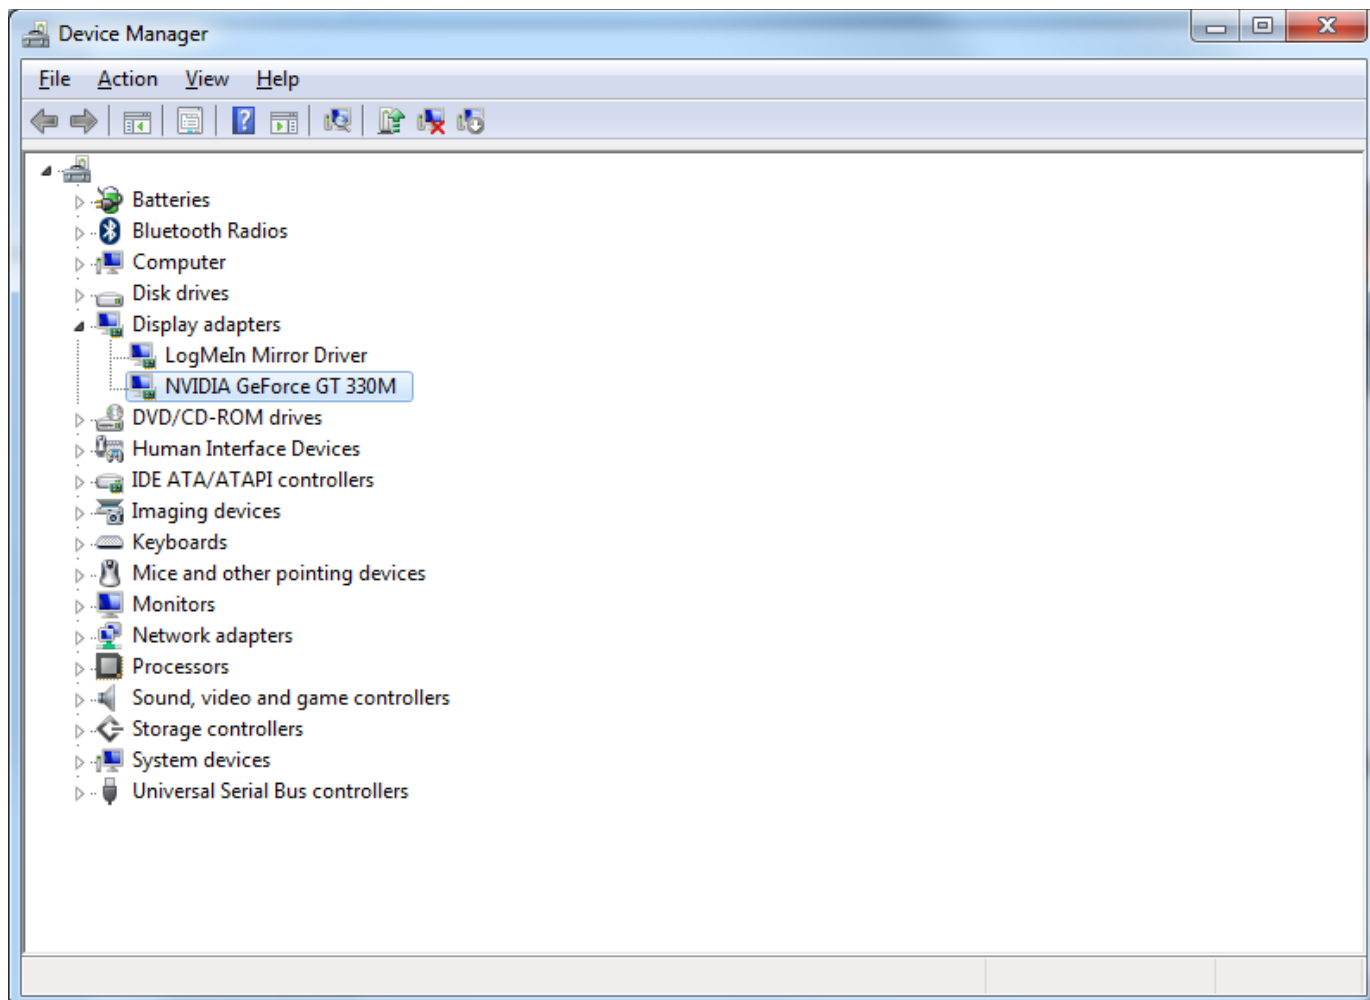 Device Manager
File Action View Help
Batteries
Bluetooth Radios
Computer
Disk drives
Display adapters
LogMeIn Mirror Driver
NVIDIA GeForce GT 330M
DVD/CD-ROM drives
Human Interface Devices
IDE ATA/ATAPI controllers
Imaging devices
Keyboards
Mice and other pointing devices
Monitors
Network adapters
Processors
Sound, video and game controllers
Storage controllers
System devices
Universal Serial Bus controllers